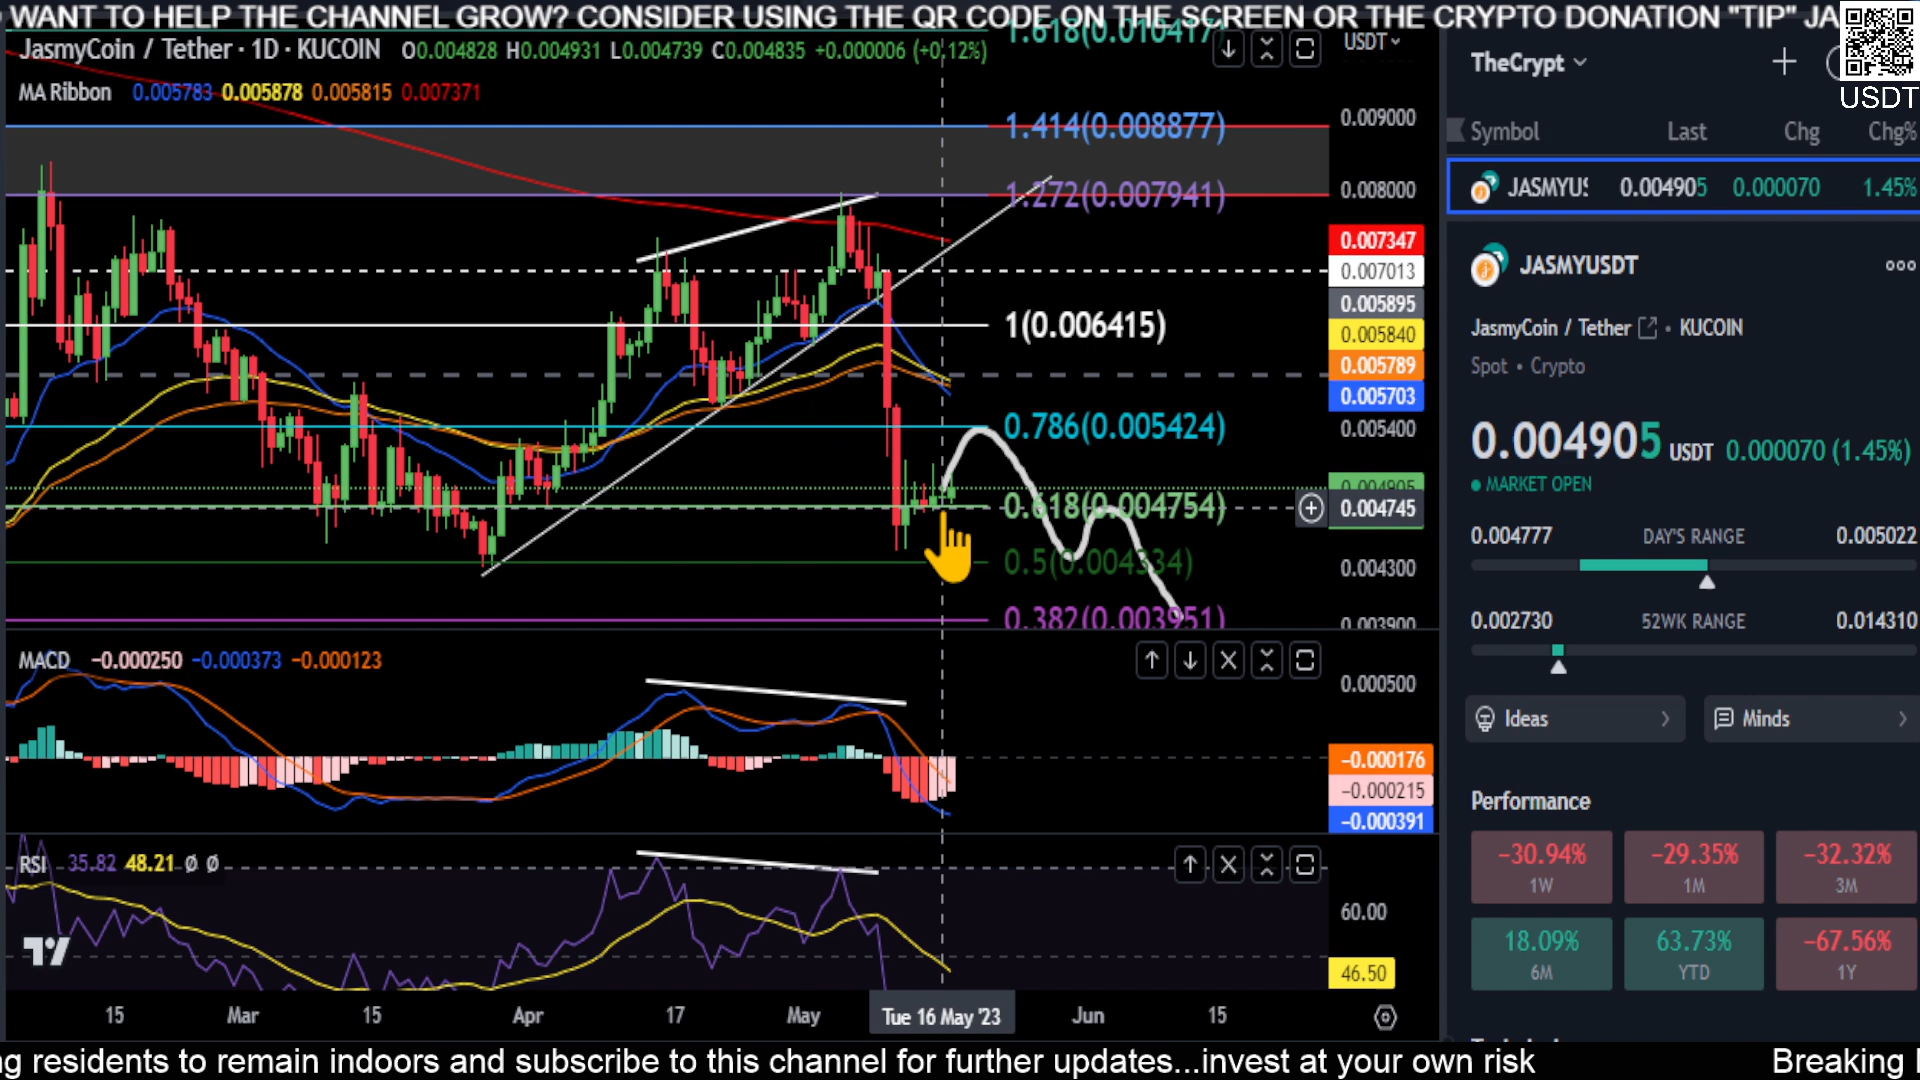 WANT TO HELP THE CHANNEL GROW? CONSIDER USING THE QR CODE ON THE SCREEN OR THE CRYPTO DONATION "TIP" JA
JasmyCoin / Tether · 1D · KUCOIN O0.004828 H0.004931 L0.004739 C0.004835 +0.000006 (+0.12%)
1.618(0.010417)
USDT
MA Ribbon 0.005783 0.005878 0.005815 0.007371
1.414(0.008877)
1.272(0.007941)
1(0.006415)
0.786(0.005424)
0.618(0.004754)
0.5(0.004334)
0.382(0.003951)
0.009000
0.008000
0.007347
0.007013
0.005895
0.005840
0.005789
0.005703
0.005400
0.004905
0.004745
0.004300
0.003900
MACD −0.000250 −0.000373 −0.000123
0.000500
−0.000176
−0.000215
−0.000391
RSI 35.82 48.21 Ø Ø
60.00
46.50
15 Mar 15 Apr 17 May Tue 16 May '23 Jun 15
TheCrypt
USDT
Symbol Last Chg Chg%
JASMYUS 0.004905 0.000070 1.45%
JASMYUSDT
JasmyCoin / Tether • KUCOIN
Spot • Crypto
0.004905 USDT 0.000070 (1.45%)
MARKET OPEN
0.004777 DAY'S RANGE 0.005022
0.002730 52WK RANGE 0.014310
Ideas Minds
Performance
−30.94% −29.35% −32.32%
1W 1M 3M
18.09% 63.73% −67.56%
6M YTD 1Y
ng residents to remain indoors and subscribe to this channel for further updates...invest at your own risk Breaking